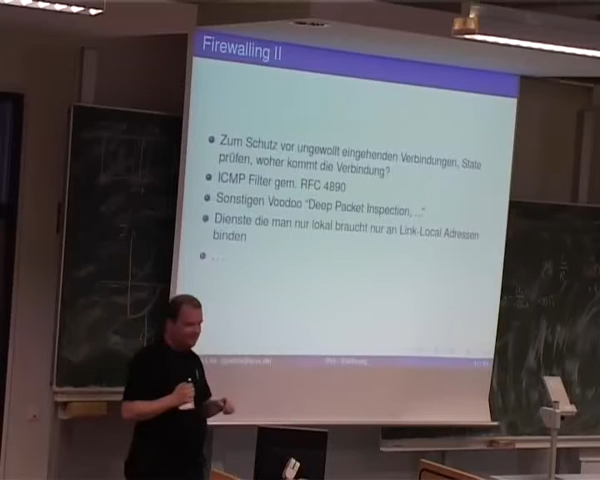 Firewalling II
Zum Schutz vor ungewollt eingehenden Verbindungen, State
prüfen, woher kommt die Verbindung?
ICMP Filter gem. RFC 4890
Sonstigen Voodoo "Deep Packet Inspection, ..."
Dienste die man nur lokal braucht nur an Link-Local Adressen
binden
...